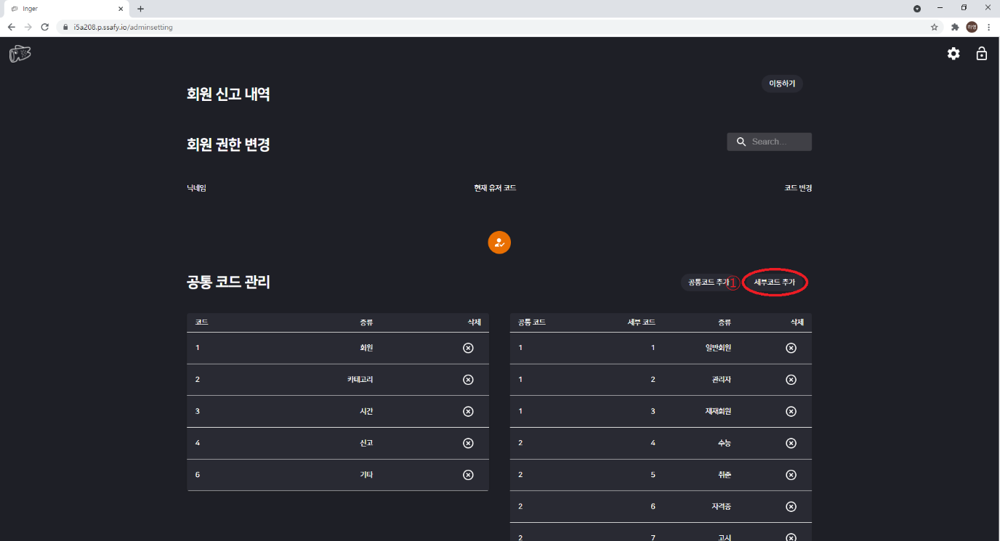 Inger
i5a208.p.ssafy.io/adminsetting
하영
회원 신고 내역
이동하기
회원 권한 변경
Search...
닉네임 현재 유저 코드 코드 변경
공통 코드 관리
공통코드 추가 ① 세부코드 추가
코드 종류 삭제
1 회원
2 카테고리
3 시간
4 신고
6 기타
공통 코드 세부 코드 종류 삭제
1 1 일반회원
1 2 관리자
1 3 제재회원
2 4 수능
2 5 취준
2 6 자격증
2 7 고시